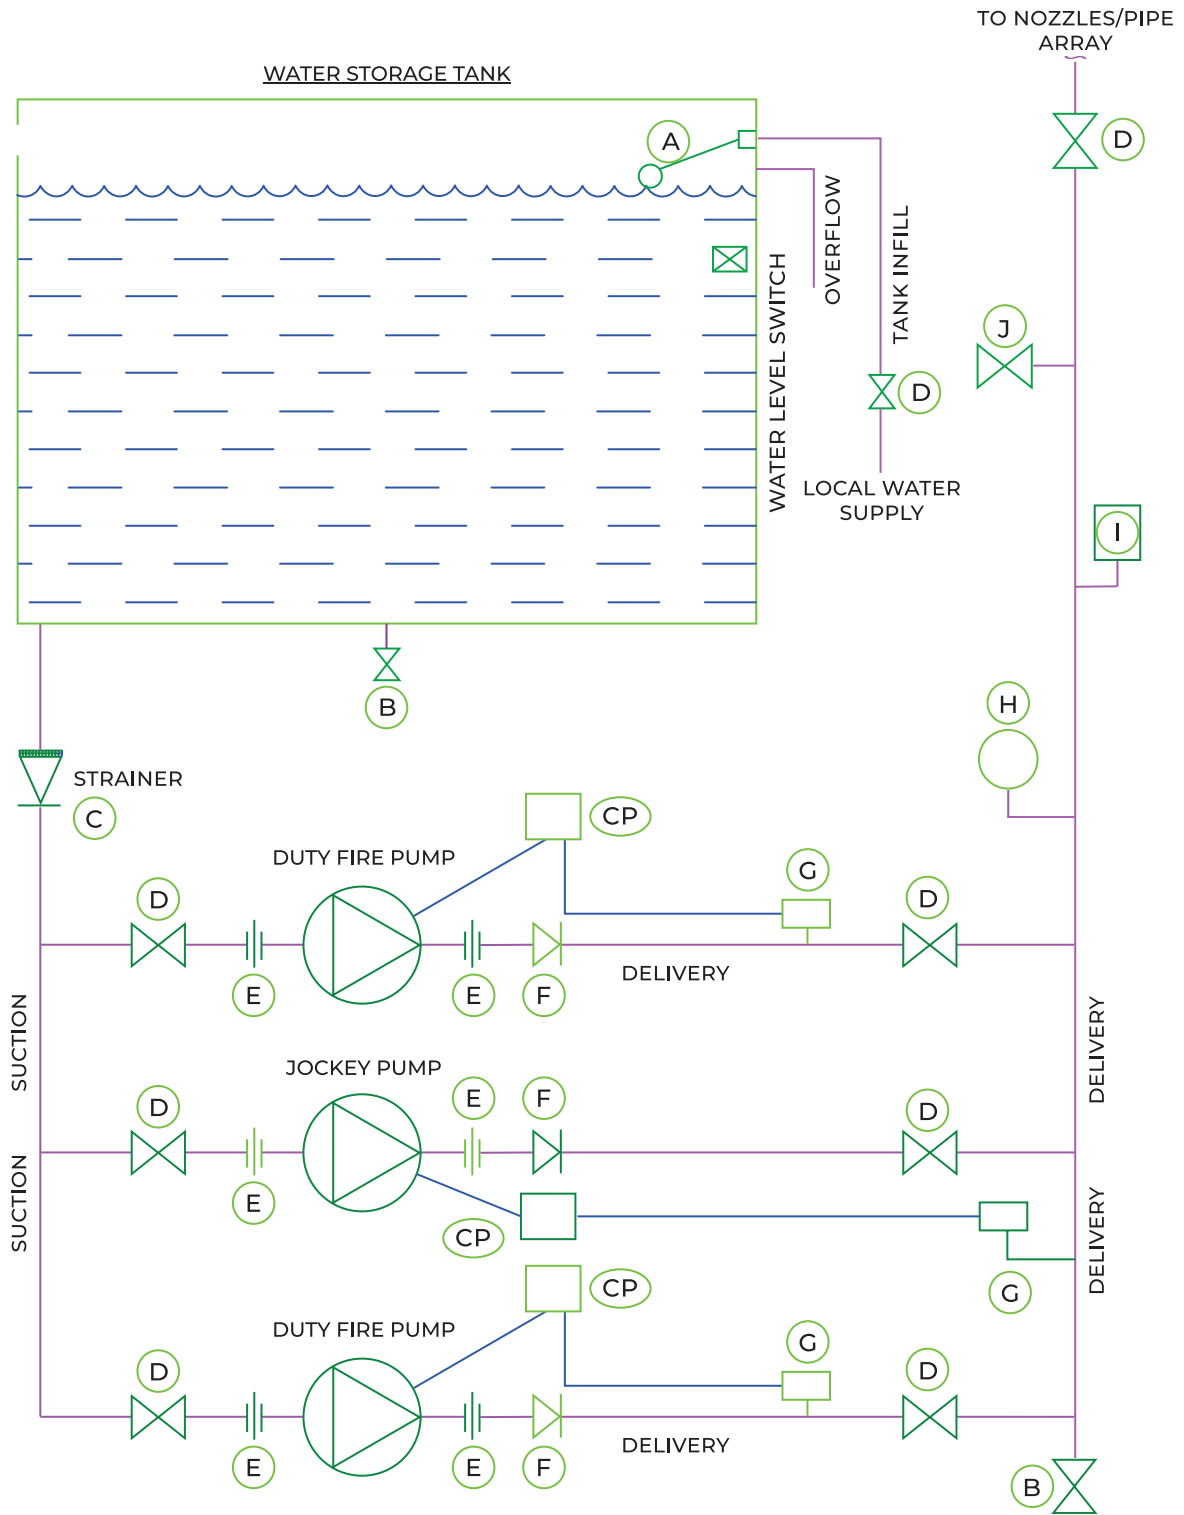 TO NOZZLES/PIPE
ARRAY
WATER STORAGE TANK
A
D
OVERFLOW
TANK INFILL
WATER LEVEL SWITCH
J
D
LOCAL WATER
SUPPLY
I
B
H
STRAINER
C
CP
DUTY FIRE PUMP
G
D
D
E
E
F
DELIVERY
SUCTION
DELIVERY
JOCKEY PUMP
E
F
D
D
E
SUCTION
CP
DELIVERY
G
CP
DUTY FIRE PUMP
G
D
D
E
E
F
DELIVERY
B